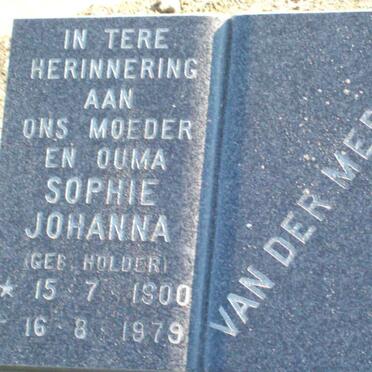 IN TERE
HERINNERING
AAN
ONS MOEDER
EN OUMA
SOPHIE
JOHANNA
(GEB. HOLDER)
* 15 7 1900
16 8 1979
VAN DER MER